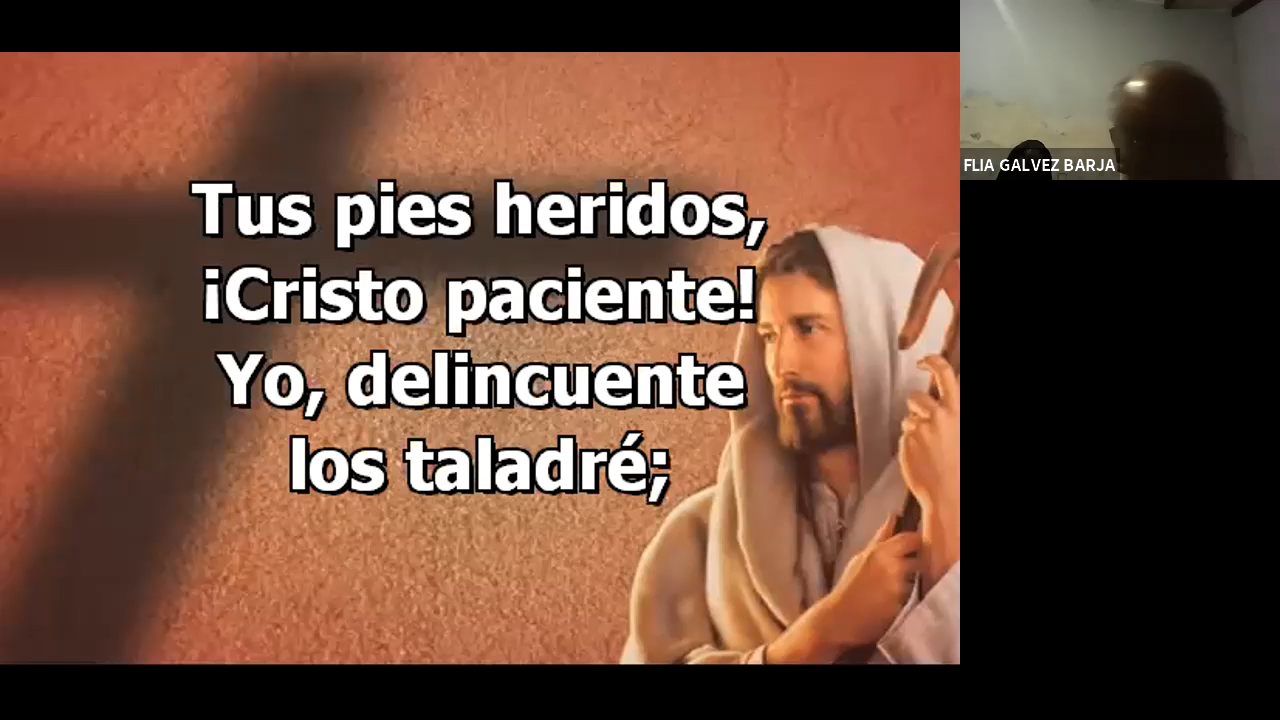 Tus pies heridos,
¡Cristo paciente!
Yo, delincuente
los taladré;
FLIA GALVEZ BARJA